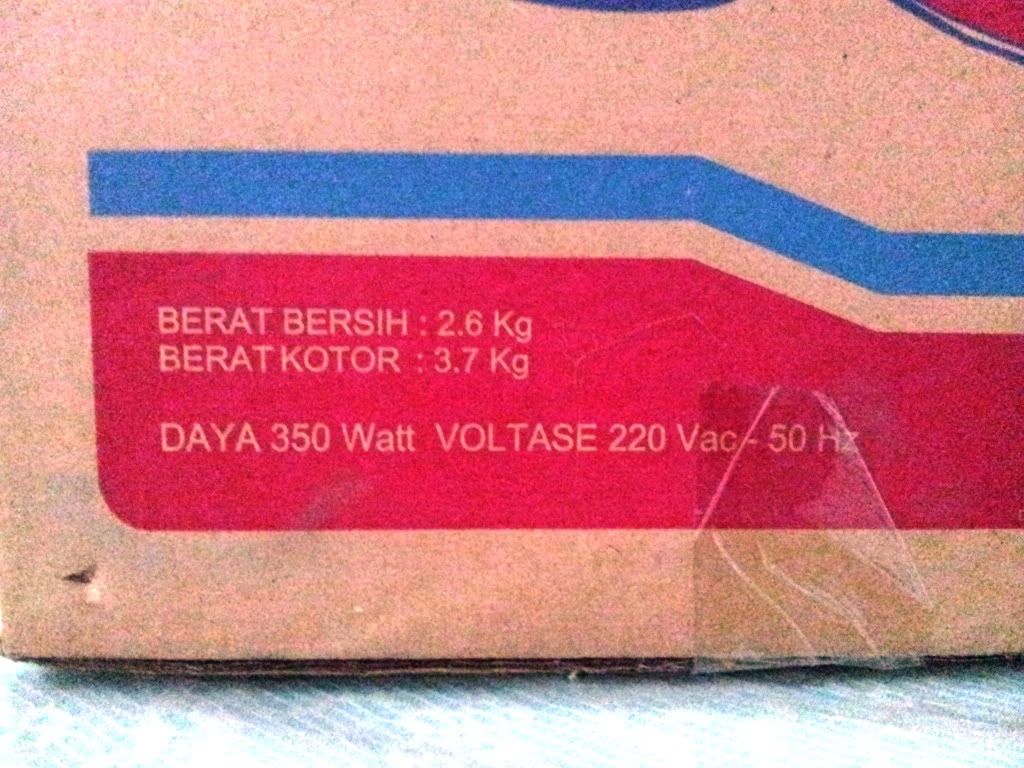 BERAT BERSIH : 2.6 Kg
BERAT KOTOR : 3.7 Kg
DAYA 350 Watt VOLTASE 220 Vac - 50 Hz